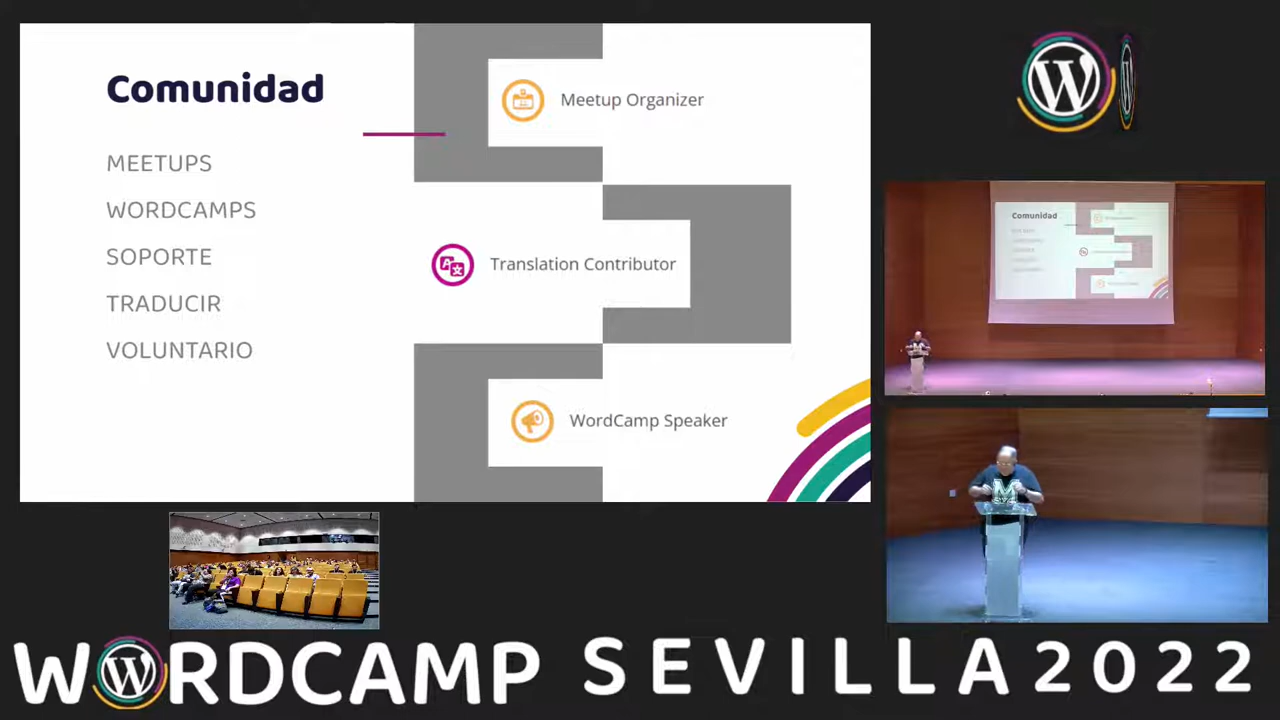 Comunidad
MEETUPS
WORDCAMPS
SOPORTE
TRADUCIR
VOLUNTARIO
Meetup Organizer
Translation Contributor
WordCamp Speaker
Comunidad
WORDCAMP SEVILLA 2022